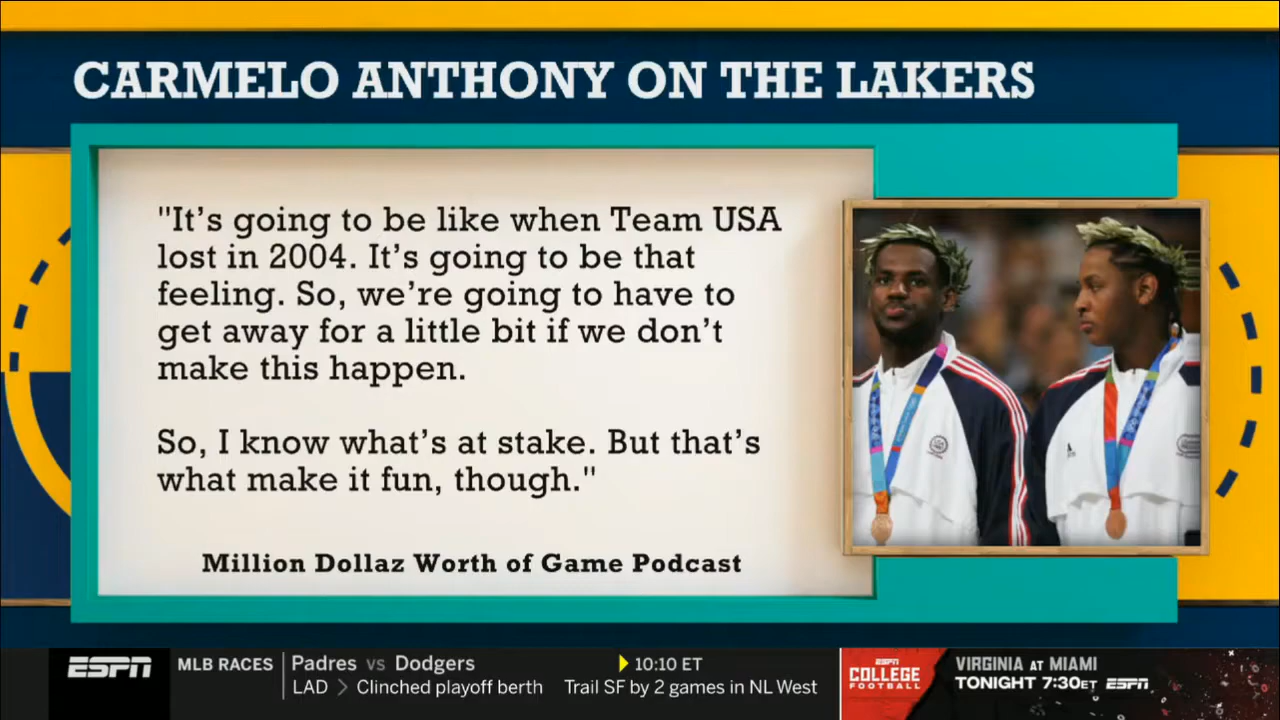 CARMELO ANTHONY ON THE LAKERS
"It's going to be like when Team USA
lost in 2004. It's going to be that
feeling. So, we're going to have to
get away for a little bit if we don't
make this happen.
So, I know what's at stake. But that's
what make it fun, though."
Million Dollaz Worth of Game Podcast
ESPN
MLB RACES
Padres vs Dodgers
10:10 ET
LAD > Clinched playoff berth
Trail SF by 2 games in NL West
ESPN
COLLEGE
FOOTBALL
VIRGINIA AT MIAMI
TONIGHT 7:30ET ESPN